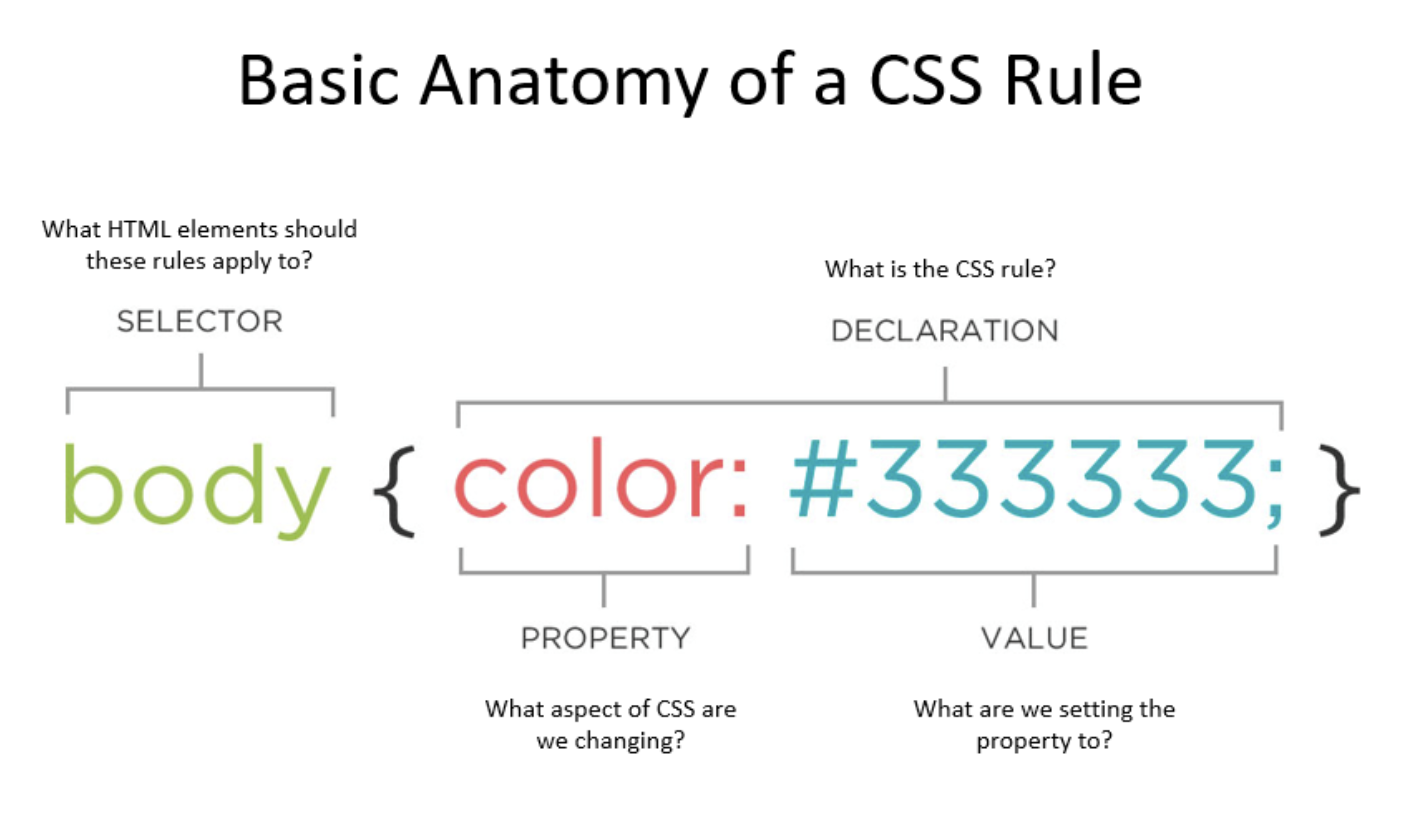 Basic Anatomy of a CSS Rule
What HTML elements should
these rules apply to?
SELECTOR
What is the CSS rule?
DECLARATION
body { color: #333333; }
PROPERTY
VALUE
What aspect of CSS are
we changing?
What are we setting the
property to?